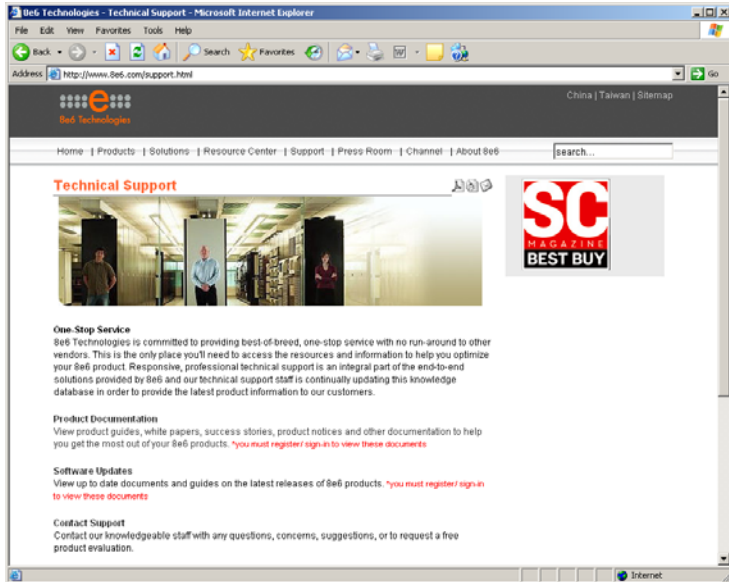 8e6 Technologies - Technical Support - Microsoft Internet Explorer
File Edit View Favorites Tools Help
Back Search Favorites
Address http://www.8e6.com/support.html Go
China | Taiwan | Sitemap
e
8e6 Technologies
Home | Products | Solutions | Resource Center | Support | Press Room | Channel | About 8e6
search...
Technical Support
SC
MAGAZINE
BEST BUY
One-Stop Service
8e6 Technologies is committed to providing best-of-breed, one-stop service with no run-around to other
vendors. This is the only place you'll need to access the resources and information to help you optimize
your 8e6 product. Responsive, professional technical support is an integral part of the end-to-end
solutions provided by 8e6 and our technical support staff is continually updating this knowledge
database in order to provide the latest product information to our customers.
Product Documentation
View product guides, white papers, success stories, product notices and other documentation to help
you get the most out of your 8e6 products. *you must register/ sign-in to view these documents
Software Updates
View up to date documents and guides on the latest releases of 8e6 products. *you must register/ sign-in
to view these documents
Contact Support
Contact our knowledgeable staff with any questions, concerns, suggestions, or to request a free
product evaluation.
Internet